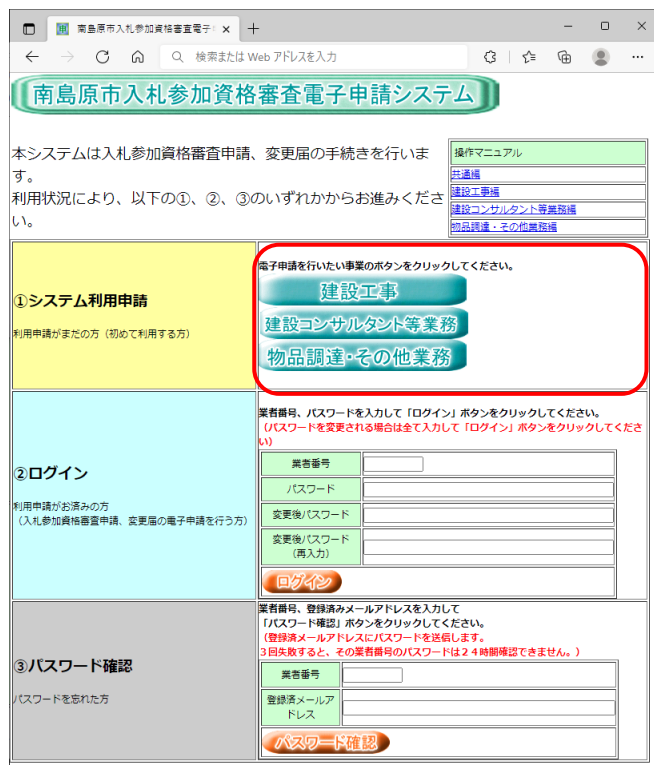 南島原市入札参加資格審査電子
検索または Web アドレスを入力
南島原市入札参加資格審査電子申請システム
本システムは入札参加資格審査申請、変更届の手続きを行いま
す。
利用状況により、以下の①、②、③のいずれかからお進みくださ
い。
操作マニュアル
共通編
建設工事編
建設コンサルタント等業務編
物品調達・その他業務編
①システム利用申請
利用申請がまだの方（初めて利用する方）
電子申請を行いたい事業のボタンをクリックしてください。
建設工事
建設コンサルタント等業務
物品調達・その他業務
②ログイン
利用申請がお済みの方
（入札参加資格審査申請、変更届の電子申請を行う方）
業者番号、パスワードを入力して「ログイン」ボタンをクリックしてください。
（パスワードを変更される場合は全て入力して「ログイン」ボタンをクリックしてくださ
い）
業者番号
パスワード
変更後パスワード
変更後パスワード
（再入力）
ログイン
③パスワード確認
パスワードを忘れた方
業者番号、登録済みメールアドレスを入力して
「パスワード確認」ボタンをクリックしてください。
（登録済メールアドレスにパスワードを送信します。
３回失敗すると、その業者番号のパスワードは２４時間確認できません。）
業者番号
登録済メールア
ドレス
パスワード確認